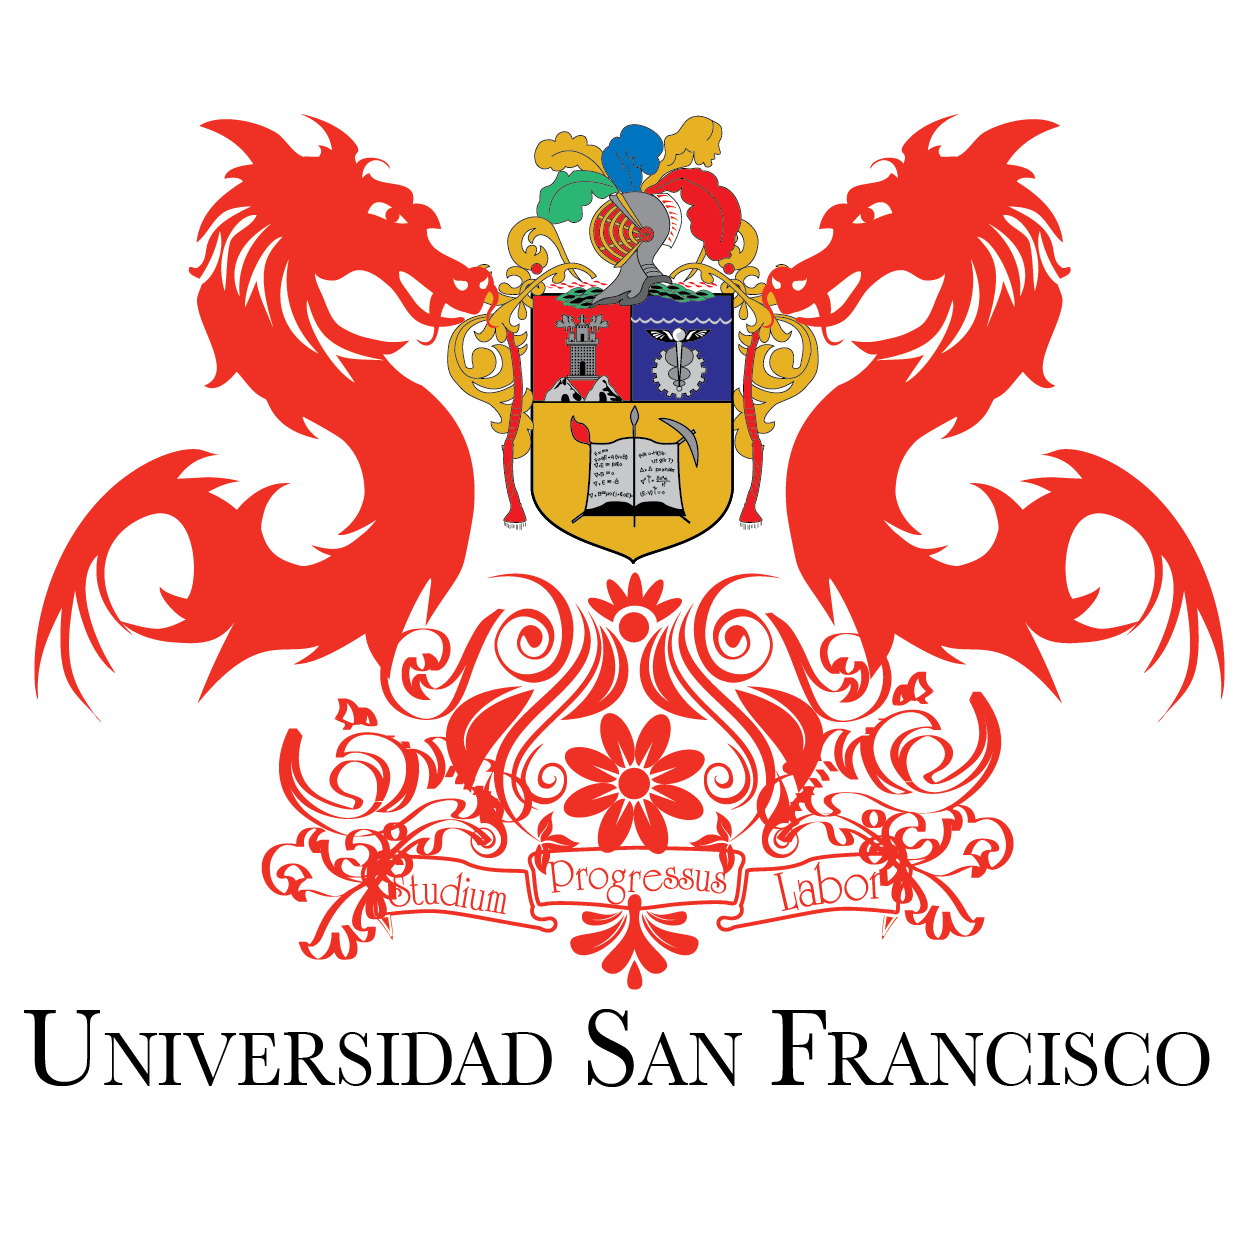 Studium Progressus Labor
UNIVERSIDAD SAN FRANCISCO